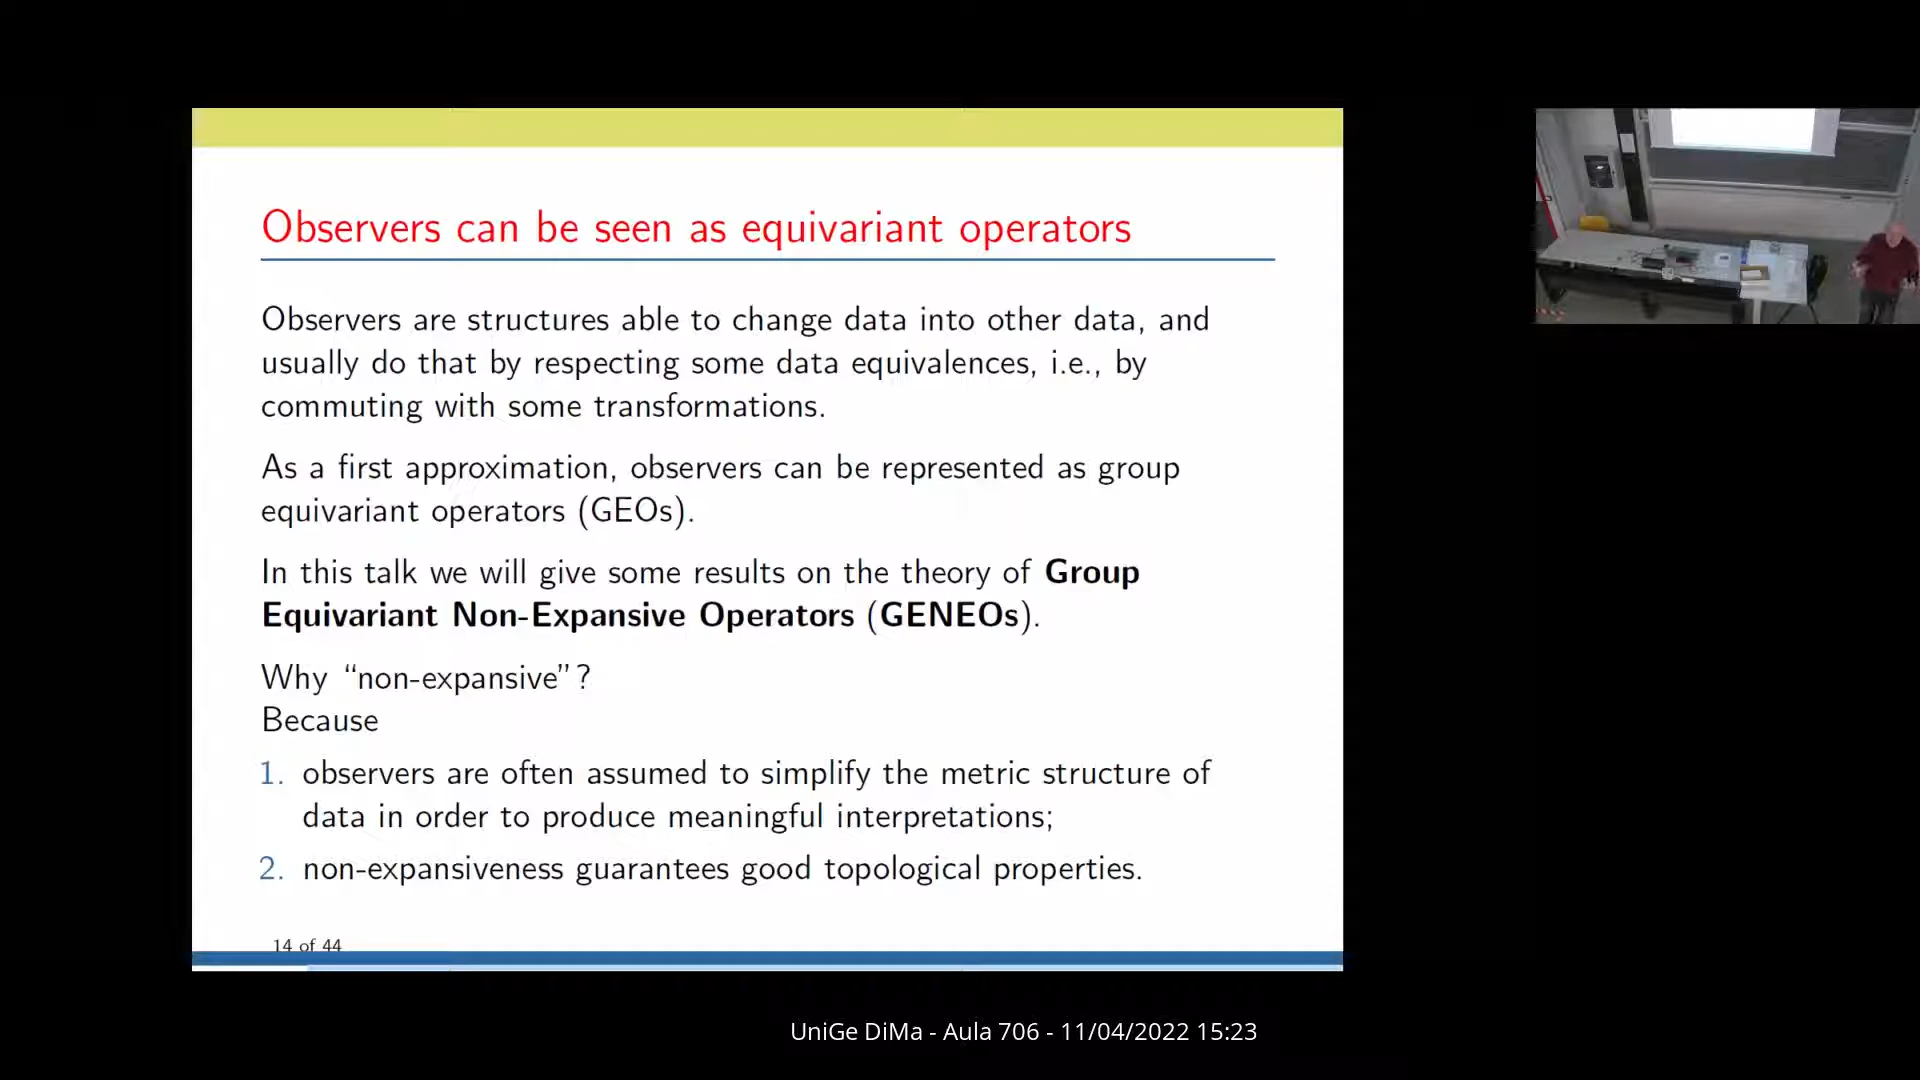 Observers can be seen as equivariant operators
Observers are structures able to change data into other data, and
usually do that by respecting some data equivalences, i.e., by
commuting with some transformations.
As a first approximation, observers can be represented as group
equivariant operators (GEOs).
In this talk we will give some results on the theory of Group
Equivariant Non-Expansive Operators (GENEOs).
Why “non-expansive”?
Because
1. observers are often assumed to simplify the metric structure of
data in order to produce meaningful interpretations;
2. non-expansiveness guarantees good topological properties.
14 of 44
UniGe DiMa - Aula 706 - 11/04/2022 15:23